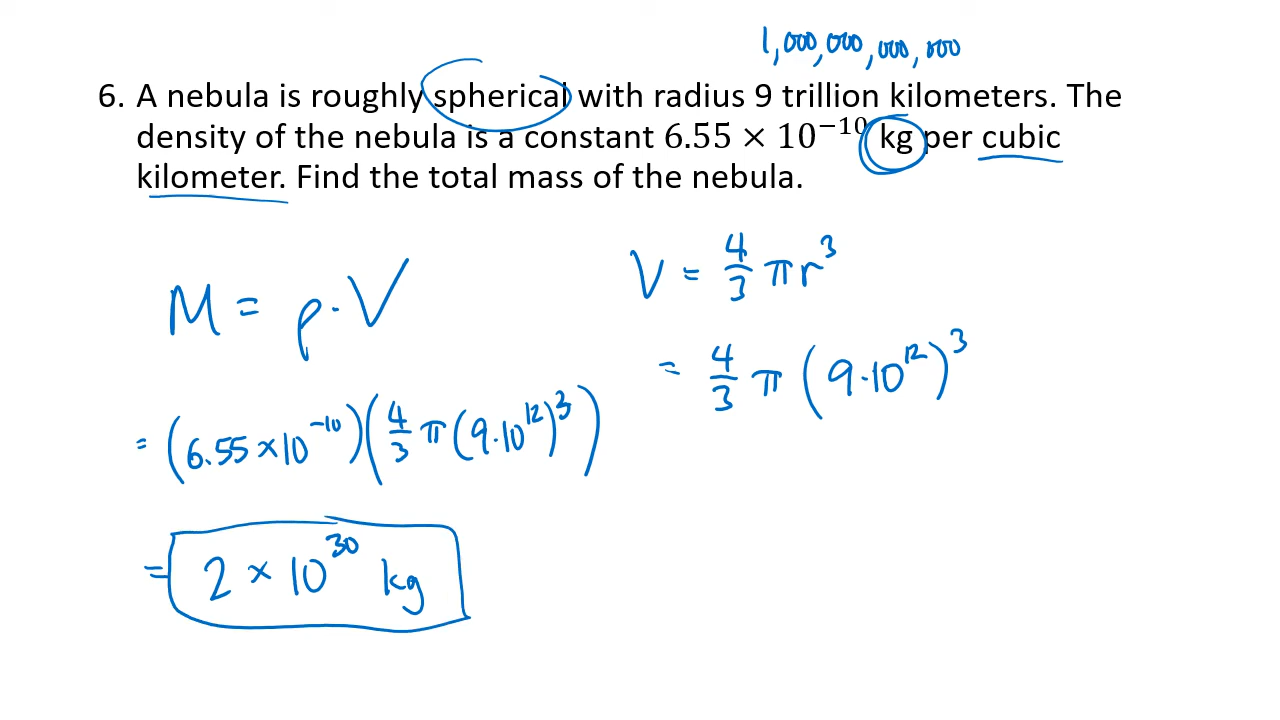 1,000,000,000,000
6. A nebula is roughly spherical with radius 9 trillion kilometers. The
density of the nebula is a constant 6.55 × 10⁻¹⁰ kg per cubic
kilometer. Find the total mass of the nebula.
M = ρ · V
= (6.55 × 10⁻¹⁰)(4/3 π (9·10¹²)³)
= 2 × 10³⁰ kg
V = 4/3 π r³
= 4/3 π (9·10¹²)³